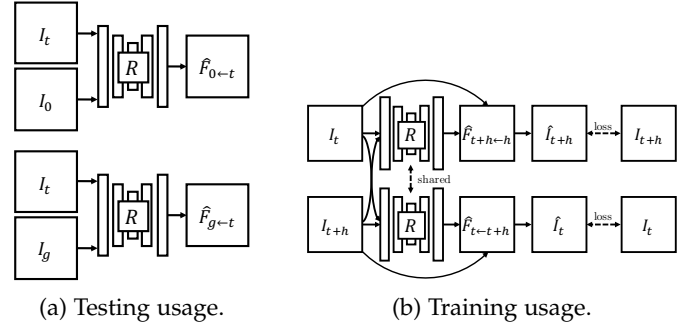 I_t
R
F̂_{0←t}
I_0
I_t
R
F̂_{g←t}
I_g
(a) Testing usage.
I_t
R
F̂_{t+h←h}
Î_{t+h}
loss
I_{t+h}
shared
I_{t+h}
R
F̂_{t←t+h}
Î_t
loss
I_t
(b) Training usage.